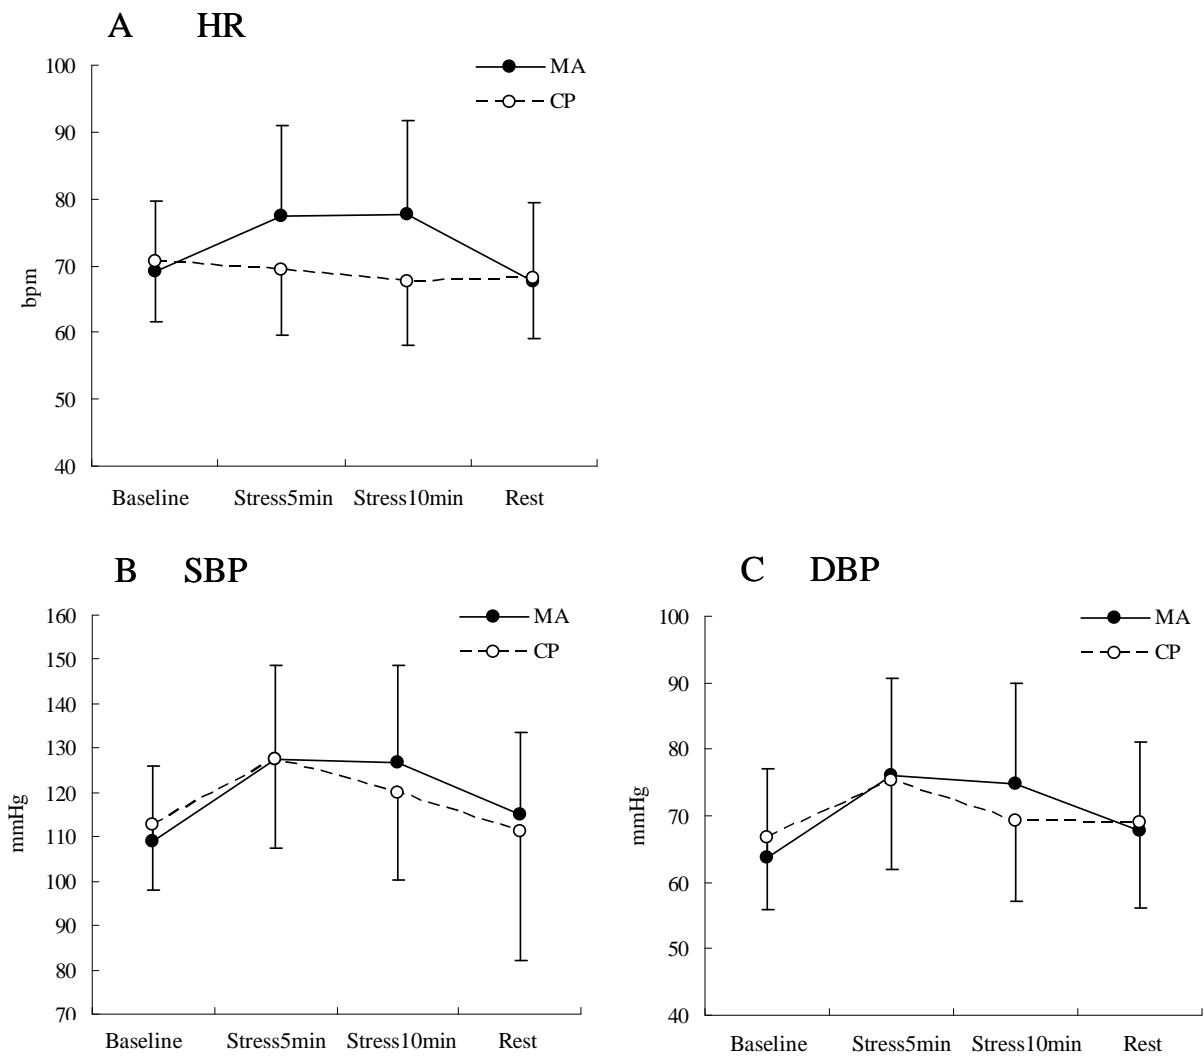 A HR
MA
CP
100
90
80
70
60
50
40
bpm
Baseline Stress5min Stress10min Rest
B SBP
MA
CP
160
150
140
130
120
110
100
90
80
70
mmHg
Baseline Stress5min Stress10min Rest
C DBP
MA
CP
100
90
80
70
60
50
40
mmHg
Baseline Stress5min Stress10min Rest